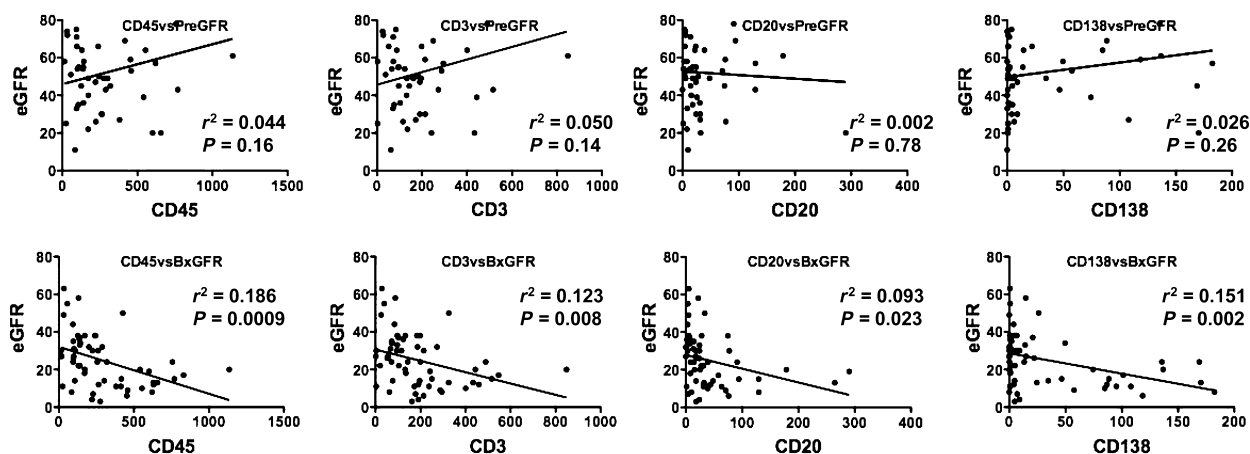 CD45vsPreGFR
80
60
40
20
0
eGFR
r² = 0.044
P = 0.16
0 500 1000 1500
CD45
CD3vsPreGFR
80
60
40
20
0
eGFR
r² = 0.050
P = 0.14
0 200 400 600 800 1000
CD3
CD20vsPreGFR
80
60
40
20
0
eGFR
r² = 0.002
P = 0.78
0 100 200 300 400
CD20
CD138vsPreGFR
80
60
40
20
0
eGFR
r² = 0.026
P = 0.26
0 50 100 150 200
CD138
CD45vsBxGFR
80
60
40
20
0
eGFR
r² = 0.186
P = 0.0009
0 500 1000 1500
CD45
CD3vsBxGFR
80
60
40
20
0
eGFR
r² = 0.123
P = 0.008
0 200 400 600 800 1000
CD3
CD20vsBxGFR
80
60
40
20
0
eGFR
r² = 0.093
P = 0.023
0 100 200 300 400
CD20
CD138vsBxGFR
80
60
40
20
0
eGFR
r² = 0.151
P = 0.002
0 50 100 150 200
CD138